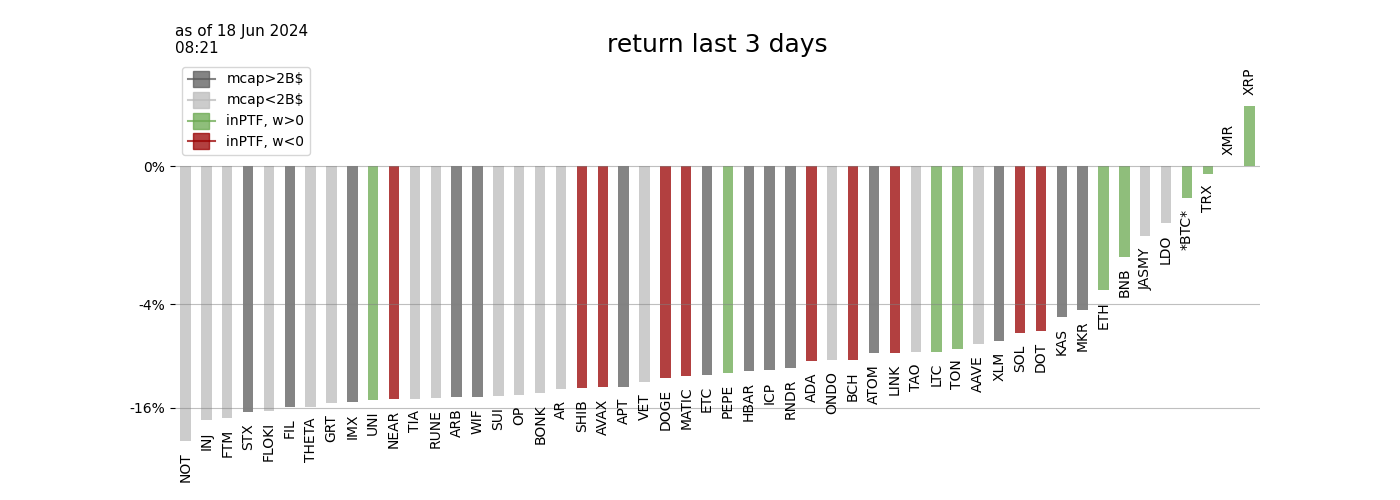 as of 18 Jun 2024
08:21
return last 3 days
mcap>2B$
mcap<2B$
inPTF, w>0
inPTF, w<0
0%
-4%
-16%
NOT
INJ
FTM
STX
FLOKI
FIL
THETA
GRT
IMX
UNI
NEAR
TIA
RUNE
ARB
WIF
SUI
OP
BONK
AR
SHIB
AVAX
APT
VET
DOGE
MATIC
ETC
PEPE
HBAR
ICP
RNDR
ADA
ONDO
BCH
ATOM
LINK
TAO
LTC
TON
AAVE
XLM
SOL
DOT
KAS
MKR
ETH
BNB
JASMY
LDO
*BTC*
TRX
XMR
XRP